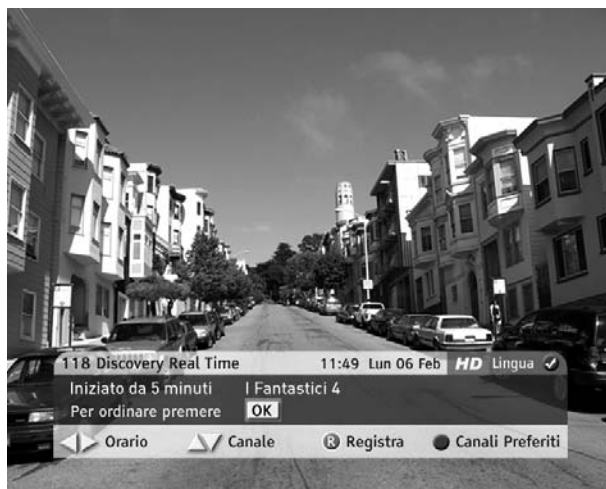 118 Discovery Real Time 11:49 Lun 06 Feb HD Lingua
Iniziato da 5 minuti I Fantastici 4
Per ordinare premere OK
Orario Canale R Registra Canali Preferiti